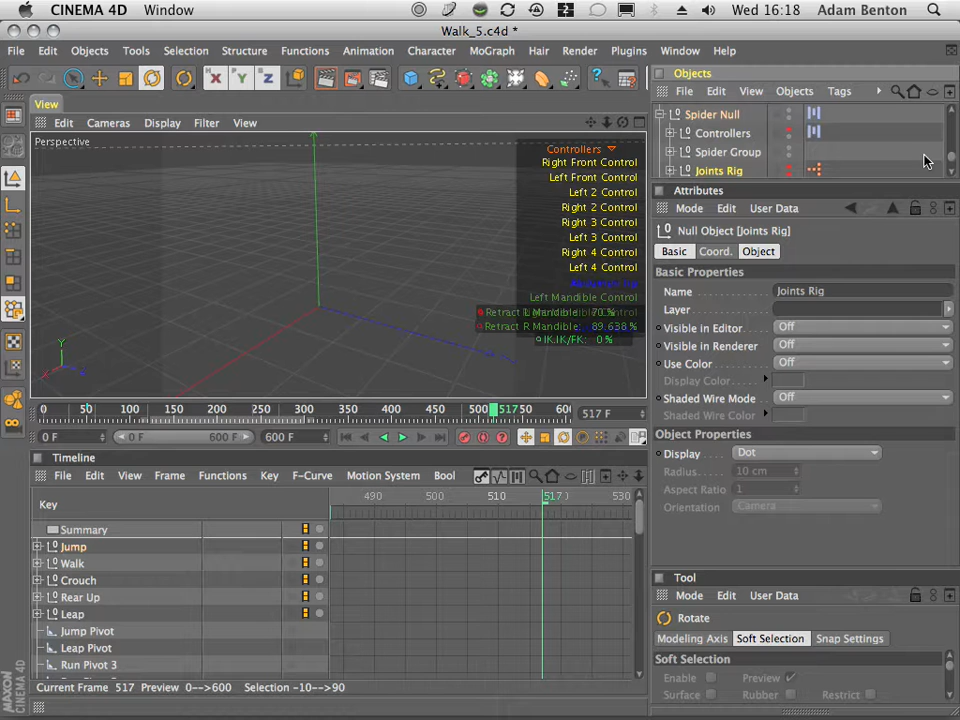 CINEMA 4D Window Wed 16:18 Adam Benton
Walk_5.c4d *
File Edit Objects Tools Selection Structure Functions Animation Character MoGraph Hair Render Plugins Window Help
X Y Z
View
Edit Cameras Display Filter View
Perspective
Controllers
Right Front Control
Left Front Control
Left 2 Control
Right 2 Control
Right 3 Control
Left 3 Control
Right 4 Control
Left 4 Control
Left Mandible Control
Retract L Mandible: 70 %
Retract R Mandible: 89.638 %
IK.IK/FK: 0 %
Y
X
0 50 100 150 200 250 300 350 400 450 500 517 50 600
517 F
0 F 0 F 600 F 600 F
Timeline
File Edit View Frame Functions Key F-Curve Motion System Bool
Key
490 500 510 517 530
Summary
Jump
Walk
Crouch
Rear Up
Leap
Jump Pivot
Leap Pivot
Run Pivot 3
Current Frame 517 Preview 0-->600 Selection -10-->90
MAXON CINEMA 4D
Objects
File Edit View Objects Tags
Spider Null
Controllers
Spider Group
Joints Rig
Attributes
Mode Edit User Data
Null Object [Joints Rig]
Basic Coord. Object
Basic Properties
Name Joints Rig
Layer
Visible in Editor Off
Visible in Renderer Off
Use Color Off
Display Color
Shaded Wire Mode Off
Shaded Wire Color
Object Properties
Display Dot
Radius 10 cm
Aspect Ratio 1
Orientation Camera
Tool
Mode Edit User Data
Rotate
Modeling Axis Soft Selection Snap Settings
Soft Selection
Enable Preview
Surface Rubber Restrict